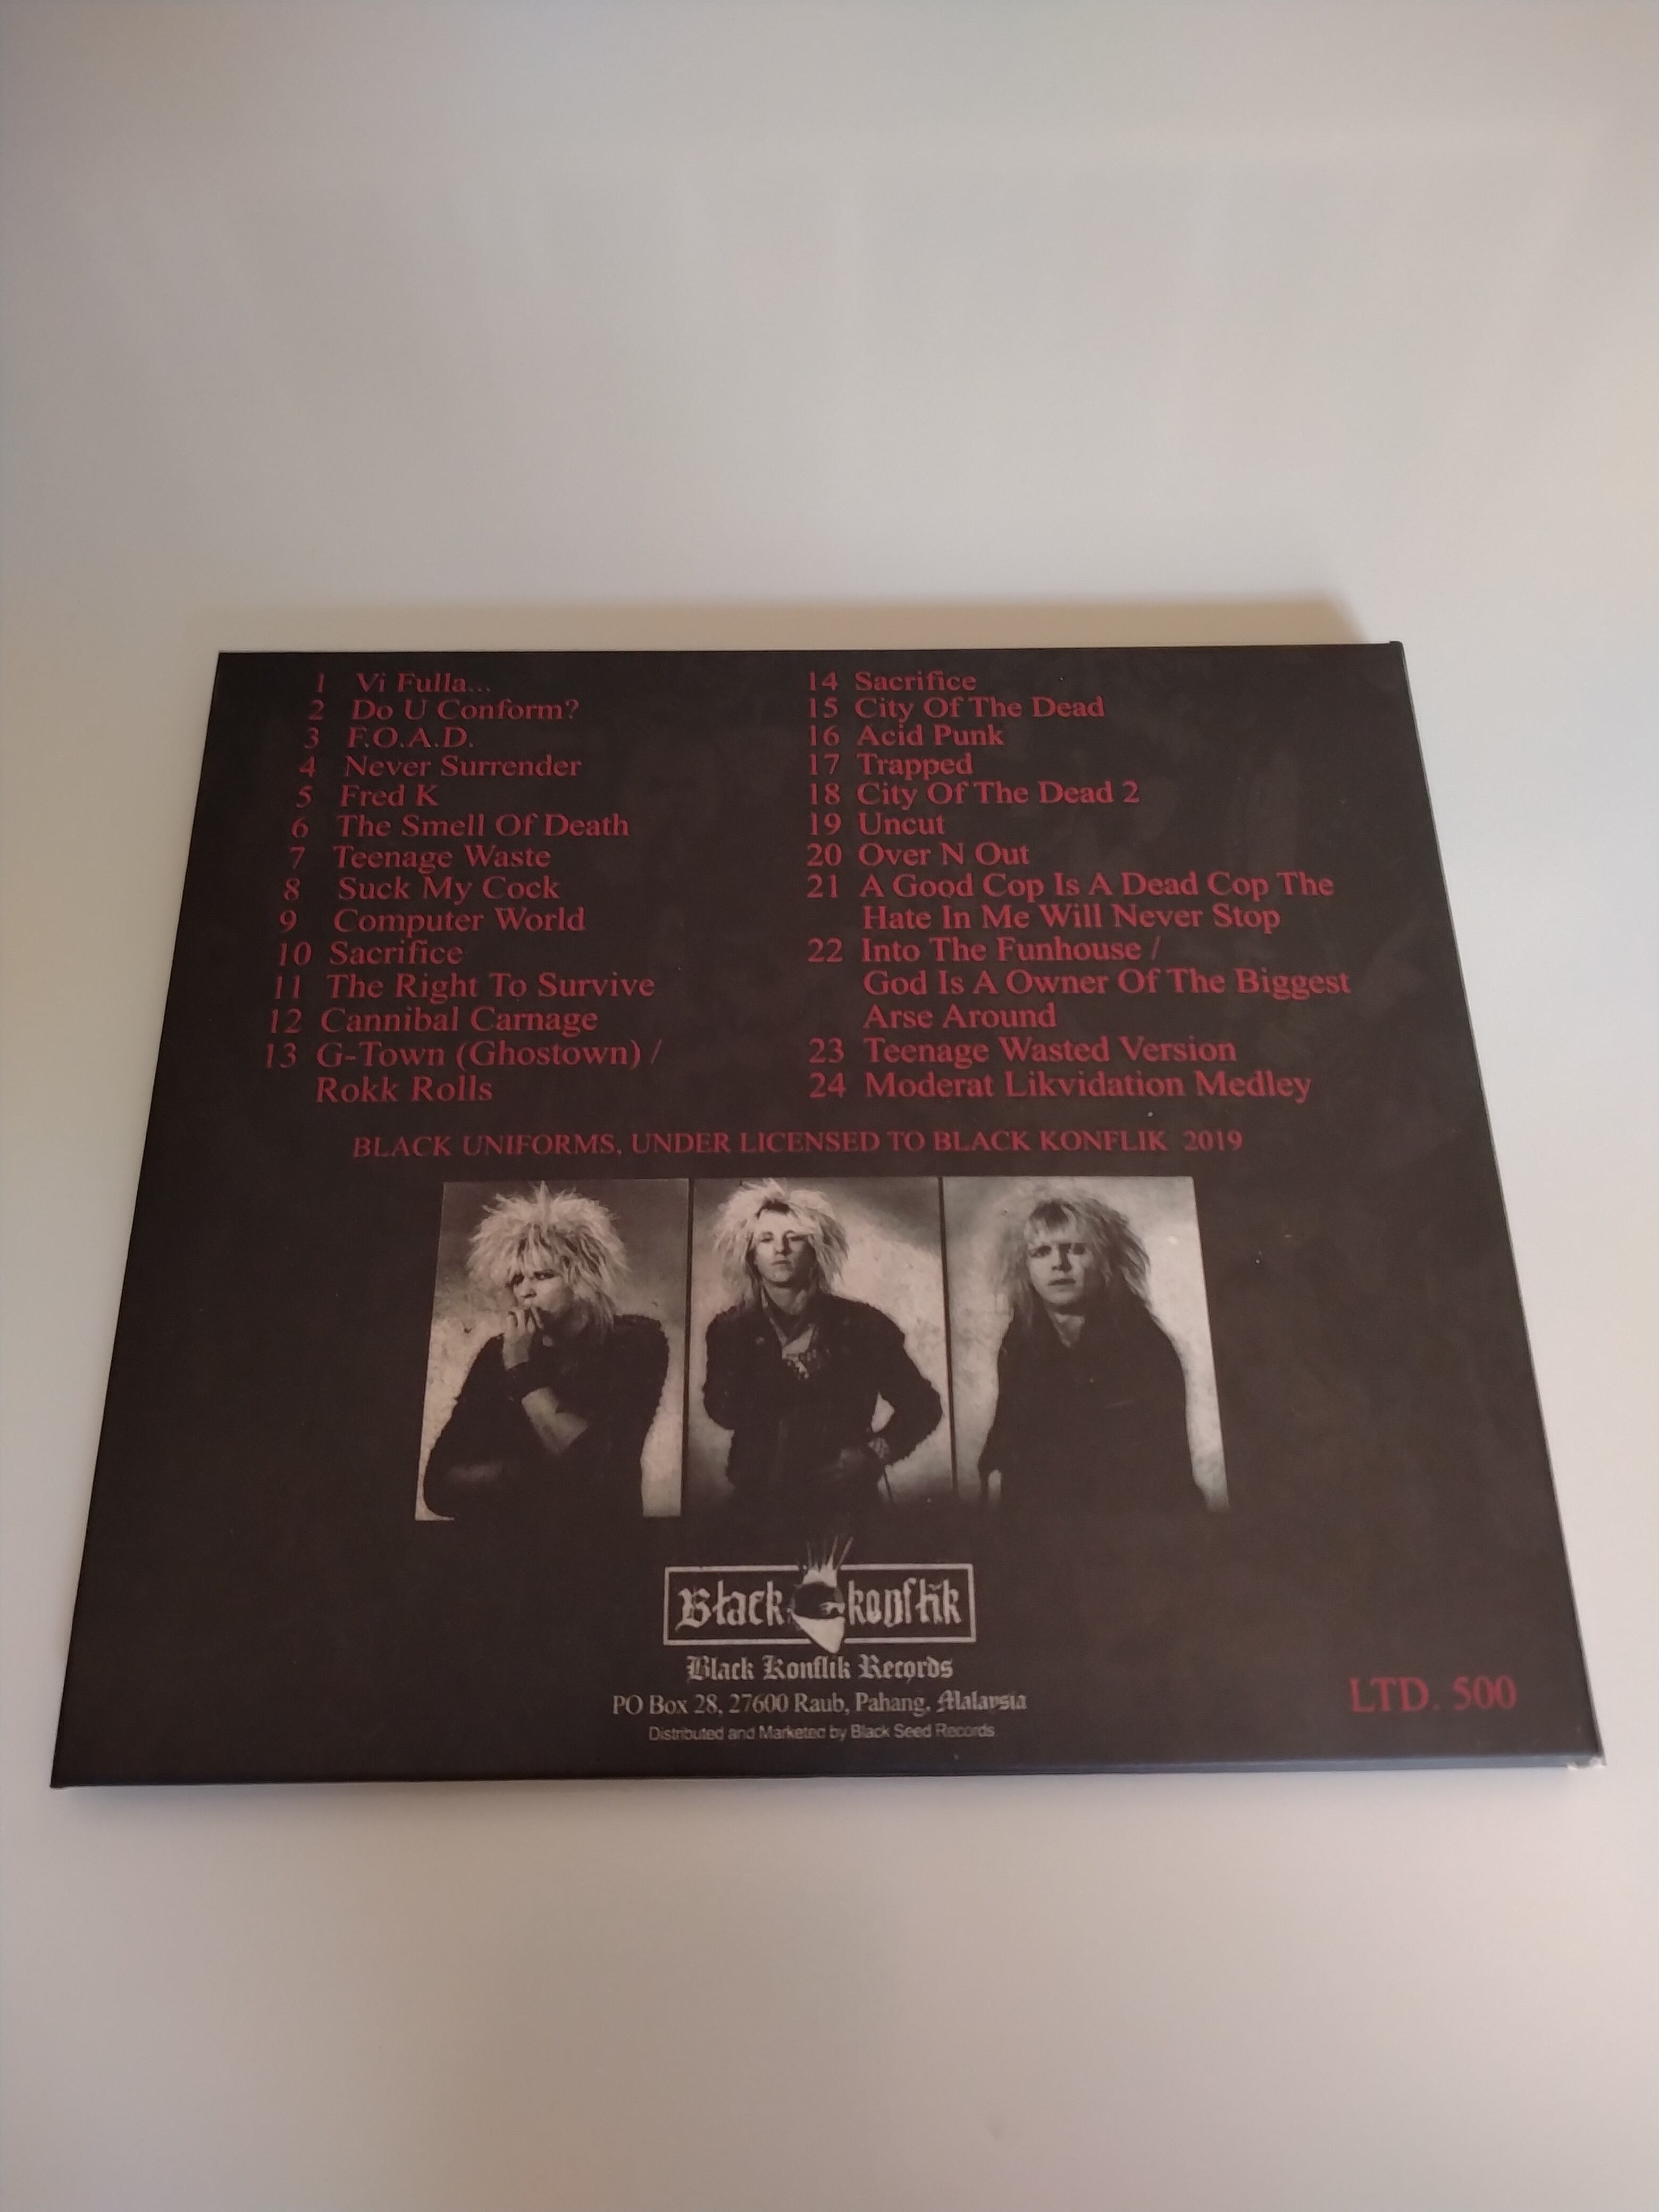 1 Vi Fulla...
2 Do U Conform?
3 F.O.A.D.
4 Never Surrender
5 Fred K
6 The Smell Of Death
7 Teenage Waste
8 Suck My Cock
9 Computer World
10 Sacrifice
11 The Right To Survive
12 Cannibal Carnage
13 G-Town (Ghostown) /
Rokk Rolls
14 Sacrifice
15 City Of The Dead
16 Acid Punk
17 Trapped
18 City Of The Dead 2
19 Uncut
20 Over N Out
21 A Good Cop Is A Dead Cop The
Hate In Me Will Never Stop
22 Into The Funhouse /
God Is A Owner Of The Biggest
Arse Around
23 Teenage Wasted Version
24 Moderat Likvidation Medley
BLACK UNIFORMS, UNDER LICENSED TO BLACK KONFLIK 2019
Black konflik
Black Konflik Records
PO Box 28, 27600 Raub, Pahang, Malaysia
Distributed and Marketed by Black Seed Records
LTD. 500